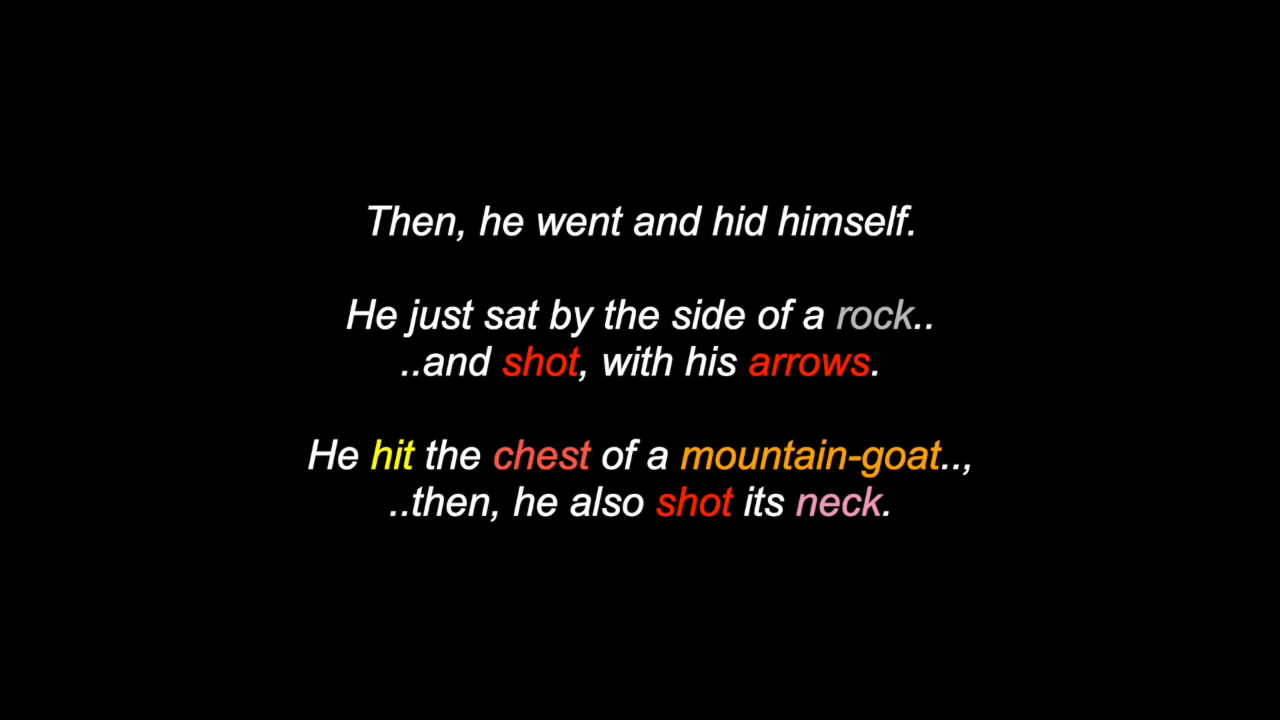 Then, he went and hid himself.
He just sat by the side of a rock..
..and shot, with his arrows.
He hit the chest of a mountain-goat..,
..then, he also shot its neck.